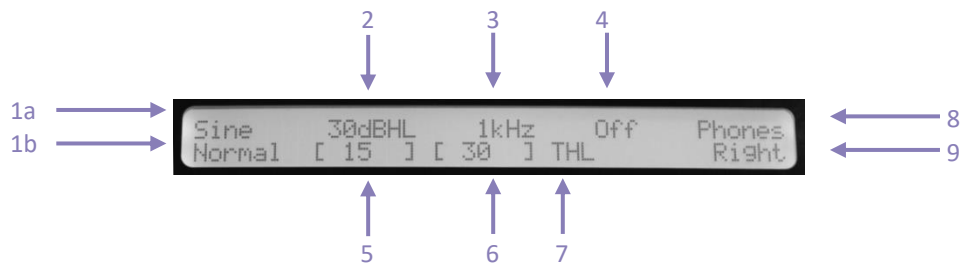 2 3 4
1a 8
Sine 30dBHL 1kHz Off Phones
1b 9
Normal [ 15 ] [ 30 ] THL Right
5 6 7